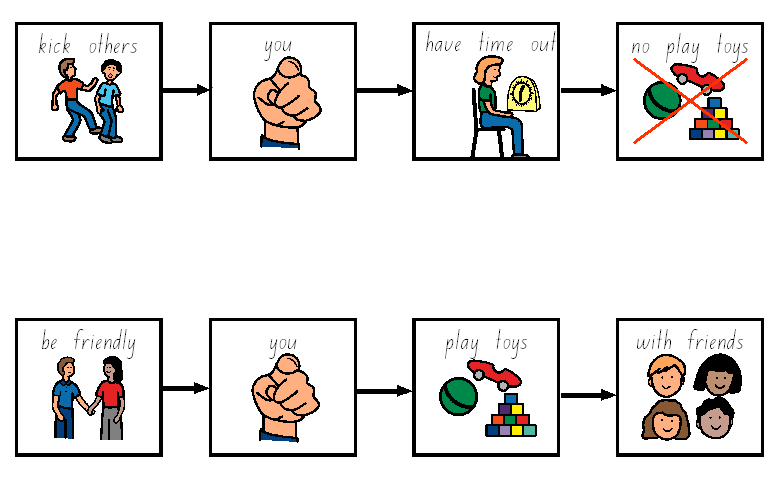 kick others
you
have time out
no play toys
be friendly
you
play toys
with friends